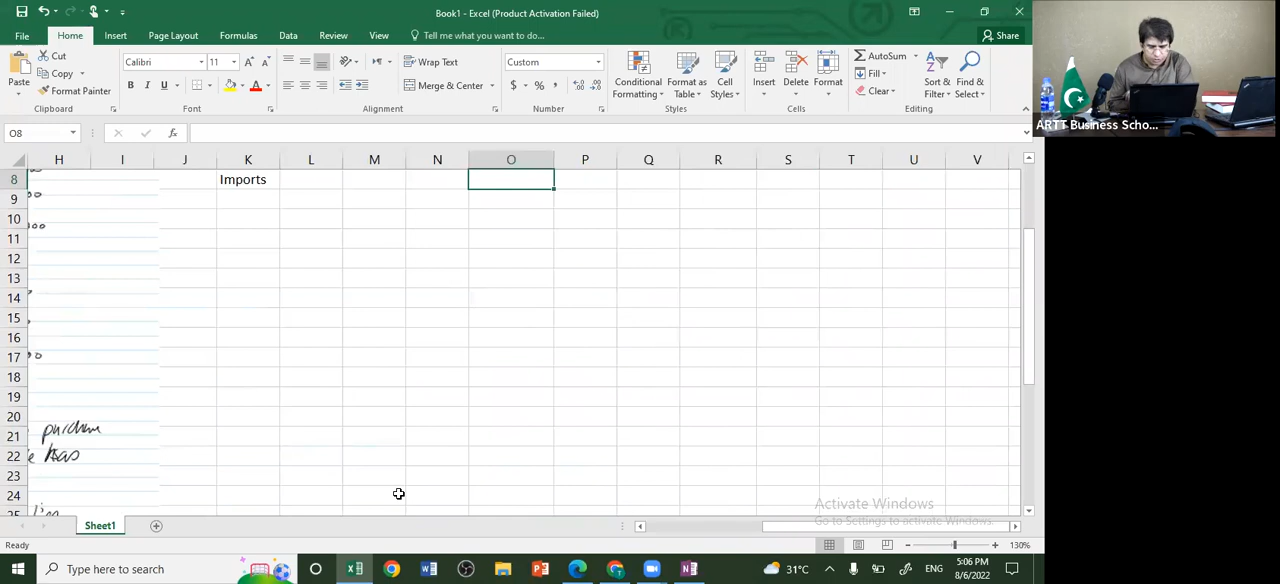 Book1 - Excel (Product Activation Failed)
File Home Insert Page Layout Formulas Data Review View Tell me what you want to do... Share
Paste Cut Copy Format Painter Clipboard
Calibri 11 B I U Font
Wrap Text Merge & Center Alignment
Custom $ % , Number
Conditional Formatting Format as Table Cell Styles Styles
Insert Delete Format Cells
AutoSum Fill Clear Sort & Filter Find & Select Editing
ARTT Business Scho...
O8 fx
H I J K L M N O P Q R S T U V
8 Imports
9
10
11
12
13
14
15
16
17
18
19
20
21 purchase
22
23
24
25
Activate Windows
Go to Settings to activate Windows.
Sheet1
Ready 130%
Type here to search 31°C ENG 5:06 PM
8/6/2022